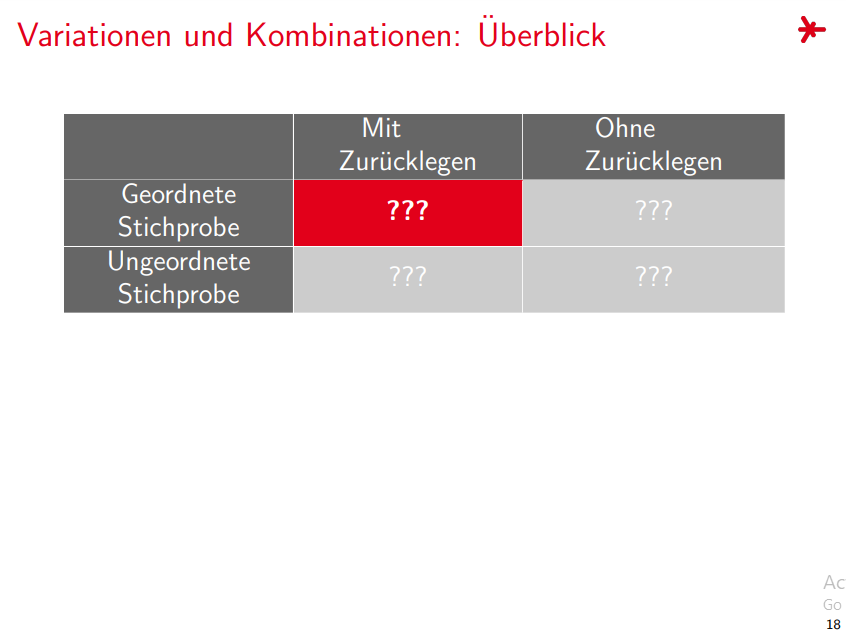 Variationen und Kombinationen: Überblick
Mit
Zurücklegen
Ohne
Zurücklegen
Geordnete
Stichprobe
???
???
Ungeordnete
Stichprobe
???
???
Ac
Go
18